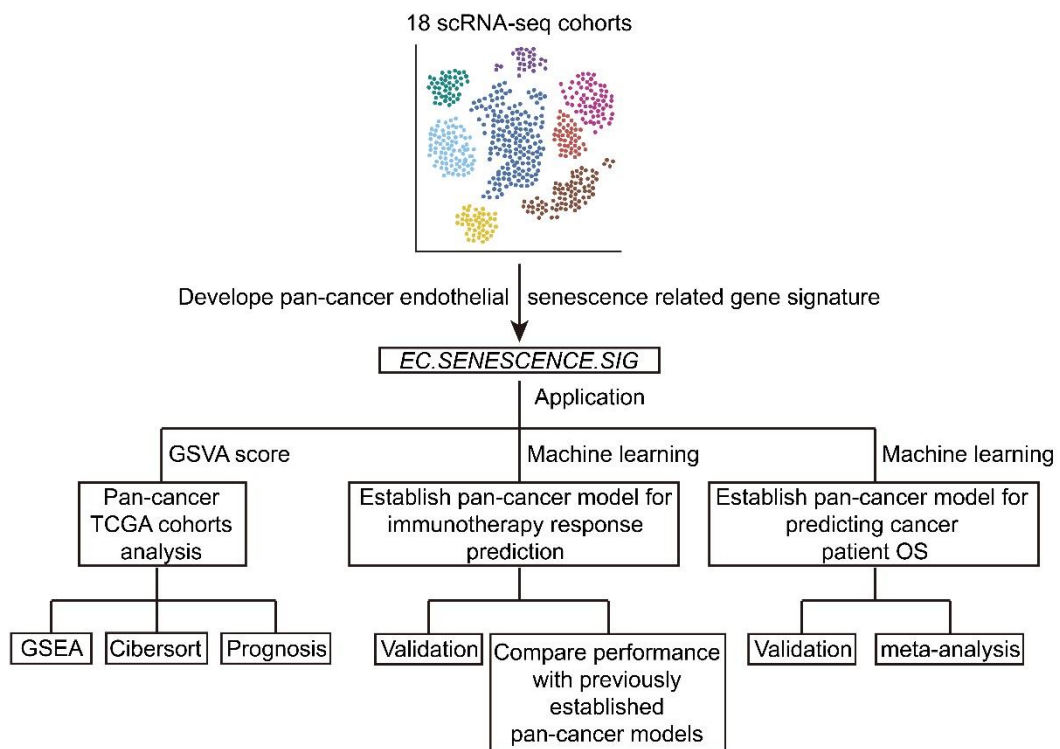 18 scRNA-seq cohorts
Develope pan-cancer endothelial senescence related gene signature
EC.SENESCENCE.SIG
Application
GSVA score
Machine learning
Machine learning
Pan-cancer
TCGA cohorts
analysis
Establish pan-cancer model for
immunotherapy response
prediction
Establish pan-cancer model for
predicting cancer
patient OS
GSEA
Cibersort
Prognosis
Validation
Compare performance
with previously
established
pan-cancer models
Validation
meta-analysis